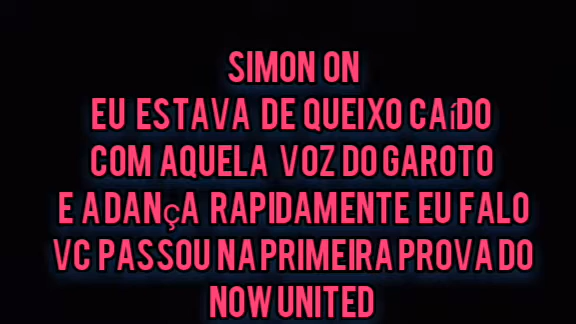 SIMON ON
EU ESTAVA DE QUEIXO CAíDO
COM AQUELA VOZ DO GAROTO
E A DANçA RAPIDAMENTE EU FALO
VC PASSOU NA PRIMEIRA PROVA DO
NOW UNITED